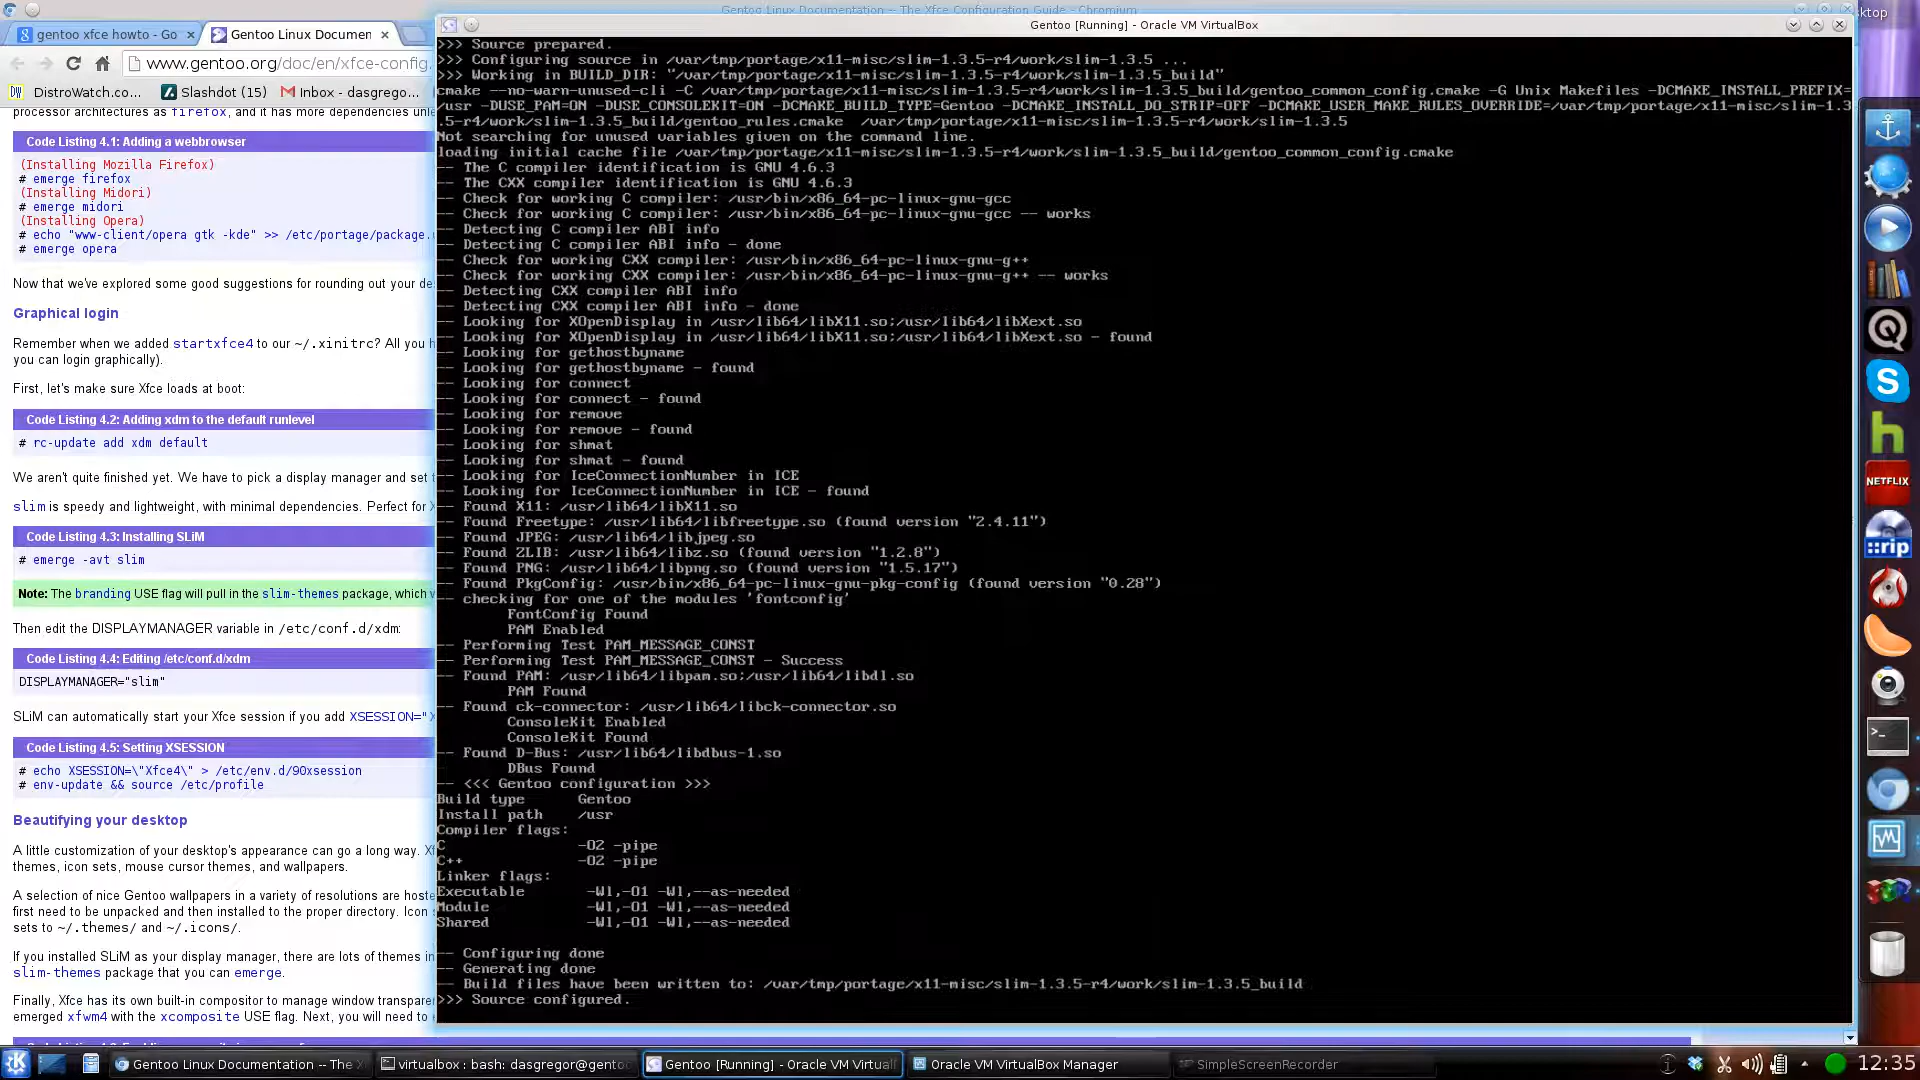 Gentoo Linux Documentation -- The Xfce Configuration Guide - Chromium
gentoo xfce howto - Go
Gentoo Linux Documen
www.gentoo.org/doc/en/xfce-config.
DistroWatch.co...
Slashdot (15)
Inbox - dasgrego...
processor architectures as firefox, and it has more dependencies
Code Listing 4.1: Adding a webbrowser
(Installing Mozilla Firefox)
# emerge firefox
(Installing Midori)
# emerge midori
(Installing Opera)
# echo "www-client/opera gtk -kde" >> /etc/portage/package.
# emerge opera
Now that we've explored some good suggestions for rounding out your
Graphical login
Remember when we added startxfce4 to our ~/.xinitrc? All you
you can login graphically).
First, let's make sure Xfce loads at boot:
Code Listing 4.2: Adding xdm to the default runlevel
# rc-update add xdm default
We aren't quite finished yet. We have to pick a display manager and set
slim is speedy and lightweight, with minimal dependencies. Perfect for
Code Listing 4.3: Installing SLiM
# emerge -avt slim
Note: The branding USE flag will pull in the slim-themes package, which
Then edit the DISPLAYMANAGER variable in /etc/conf.d/xdm:
Code Listing 4.4: Editing /etc/conf.d/xdm
DISPLAYMANAGER="slim"
SLiM can automatically start your Xfce session if you add XSESSION="
Code Listing 4.5: Setting XSESSION
# echo XSESSION=\"Xfce4\" > /etc/env.d/90xsession
# env-update && source /etc/profile
Beautifying your desktop
A little customization of your desktop's appearance can go a long way.
themes, icon sets, mouse cursor themes, and wallpapers.
A selection of nice Gentoo wallpapers in a variety of resolutions are
first need to be unpacked and then installed to the proper directory. Icon
sets to ~/.themes/ and ~/.icons/.
If you installed SLiM as your display manager, there are lots of themes in
slim-themes package that you can emerge.
Finally, Xfce has its own built-in compositor to manage window
emerged xfwm4 with the xcomposite USE flag. Next, you will need to
Gentoo [Running] - Oracle VM VirtualBox
>>> Source prepared.
>>> Configuring source in /var/tmp/portage/x11-misc/slim-1.3.5-r4/work/slim-1.3.5 ...
>>> Working in BUILD_DIR: "/var/tmp/portage/x11-misc/slim-1.3.5-r4/work/slim-1.3.5_build"
cmake --no-warn-unused-cli -C /var/tmp/portage/x11-misc/slim-1.3.5-r4/work/slim-1.3.5_build/gentoo_common_config.cmake -G Unix Makefiles -DCMAKE_INSTALL_PREFIX=
/usr -DUSE_PAM=ON -DUSE_CONSOLEKIT=ON -DCMAKE_BUILD_TYPE=Gentoo -DCMAKE_INSTALL_DO_STRIP=OFF -DCMAKE_USER_MAKE_RULES_OVERRIDE=/var/tmp/portage/x11-misc/slim-1.3
.5-r4/work/slim-1.3.5_build/gentoo_rules.cmake  /var/tmp/portage/x11-misc/slim-1.3.5-r4/work/slim-1.3.5
Not searching for unused variables given on the command line.
loading initial cache file /var/tmp/portage/x11-misc/slim-1.3.5-r4/work/slim-1.3.5_build/gentoo_common_config.cmake
-- The C compiler identification is GNU 4.6.3
-- The CXX compiler identification is GNU 4.6.3
-- Check for working C compiler: /usr/bin/x86_64-pc-linux-gnu-gcc
-- Check for working C compiler: /usr/bin/x86_64-pc-linux-gnu-gcc -- works
-- Detecting C compiler ABI info
-- Detecting C compiler ABI info - done
-- Check for working CXX compiler: /usr/bin/x86_64-pc-linux-gnu-g++
-- Check for working CXX compiler: /usr/bin/x86_64-pc-linux-gnu-g++ -- works
-- Detecting CXX compiler ABI info
-- Detecting CXX compiler ABI info - done
-- Looking for XOpenDisplay in /usr/lib64/libX11.so;/usr/lib64/libXext.so
-- Looking for XOpenDisplay in /usr/lib64/libX11.so;/usr/lib64/libXext.so - found
-- Looking for gethostbyname
-- Looking for gethostbyname - found
-- Looking for connect
-- Looking for connect - found
-- Looking for remove
-- Looking for remove - found
-- Looking for shmat
-- Looking for shmat - found
-- Looking for IceConnectionNumber in ICE
-- Looking for IceConnectionNumber in ICE - found
-- Found X11: /usr/lib64/libX11.so
-- Found Freetype: /usr/lib64/libfreetype.so (found version "2.4.11")
-- Found JPEG: /usr/lib64/libjpeg.so
-- Found ZLIB: /usr/lib64/libz.so (found version "1.2.8")
-- Found PNG: /usr/lib64/libpng.so (found version "1.5.17")
-- Found PkgConfig: /usr/bin/x86_64-pc-linux-gnu-pkg-config (found version "0.28")
-- checking for one of the modules 'fontconfig'
FontConfig Found
PAM Enabled
-- Performing Test PAM_MESSAGE_CONST
-- Performing Test PAM_MESSAGE_CONST - Success
-- Found PAM: /usr/lib64/libpam.so;/usr/lib64/libdl.so
PAM Found
-- Found ck-connector: /usr/lib64/libck-connector.so
ConsoleKit Enabled
ConsoleKit Found
-- Found D-Bus: /usr/lib64/libdbus-1.so
DBus Found
-- <<< Gentoo configuration >>>
Build type      Gentoo
Install path    /usr
Compiler flags:
C               -O2 -pipe
C++             -O2 -pipe
Linker flags:
Executable       -Wl,-O1 -Wl,--as-needed
Module           -Wl,-O1 -Wl,--as-needed
Shared           -Wl,-O1 -Wl,--as-needed
-- Configuring done
-- Generating done
-- Build files have been written to: /var/tmp/portage/x11-misc/slim-1.3.5-r4/work/slim-1.3.5_build
>>> Source configured.
ktop
NETFLIX
::rip
Gentoo Linux Documentation -- The X
virtualbox : bash: dasgregor@gento
Gentoo [Running] - Oracle VM Virtual
Oracle VM VirtualBox Manager
SimpleScreenRecorder
12:35